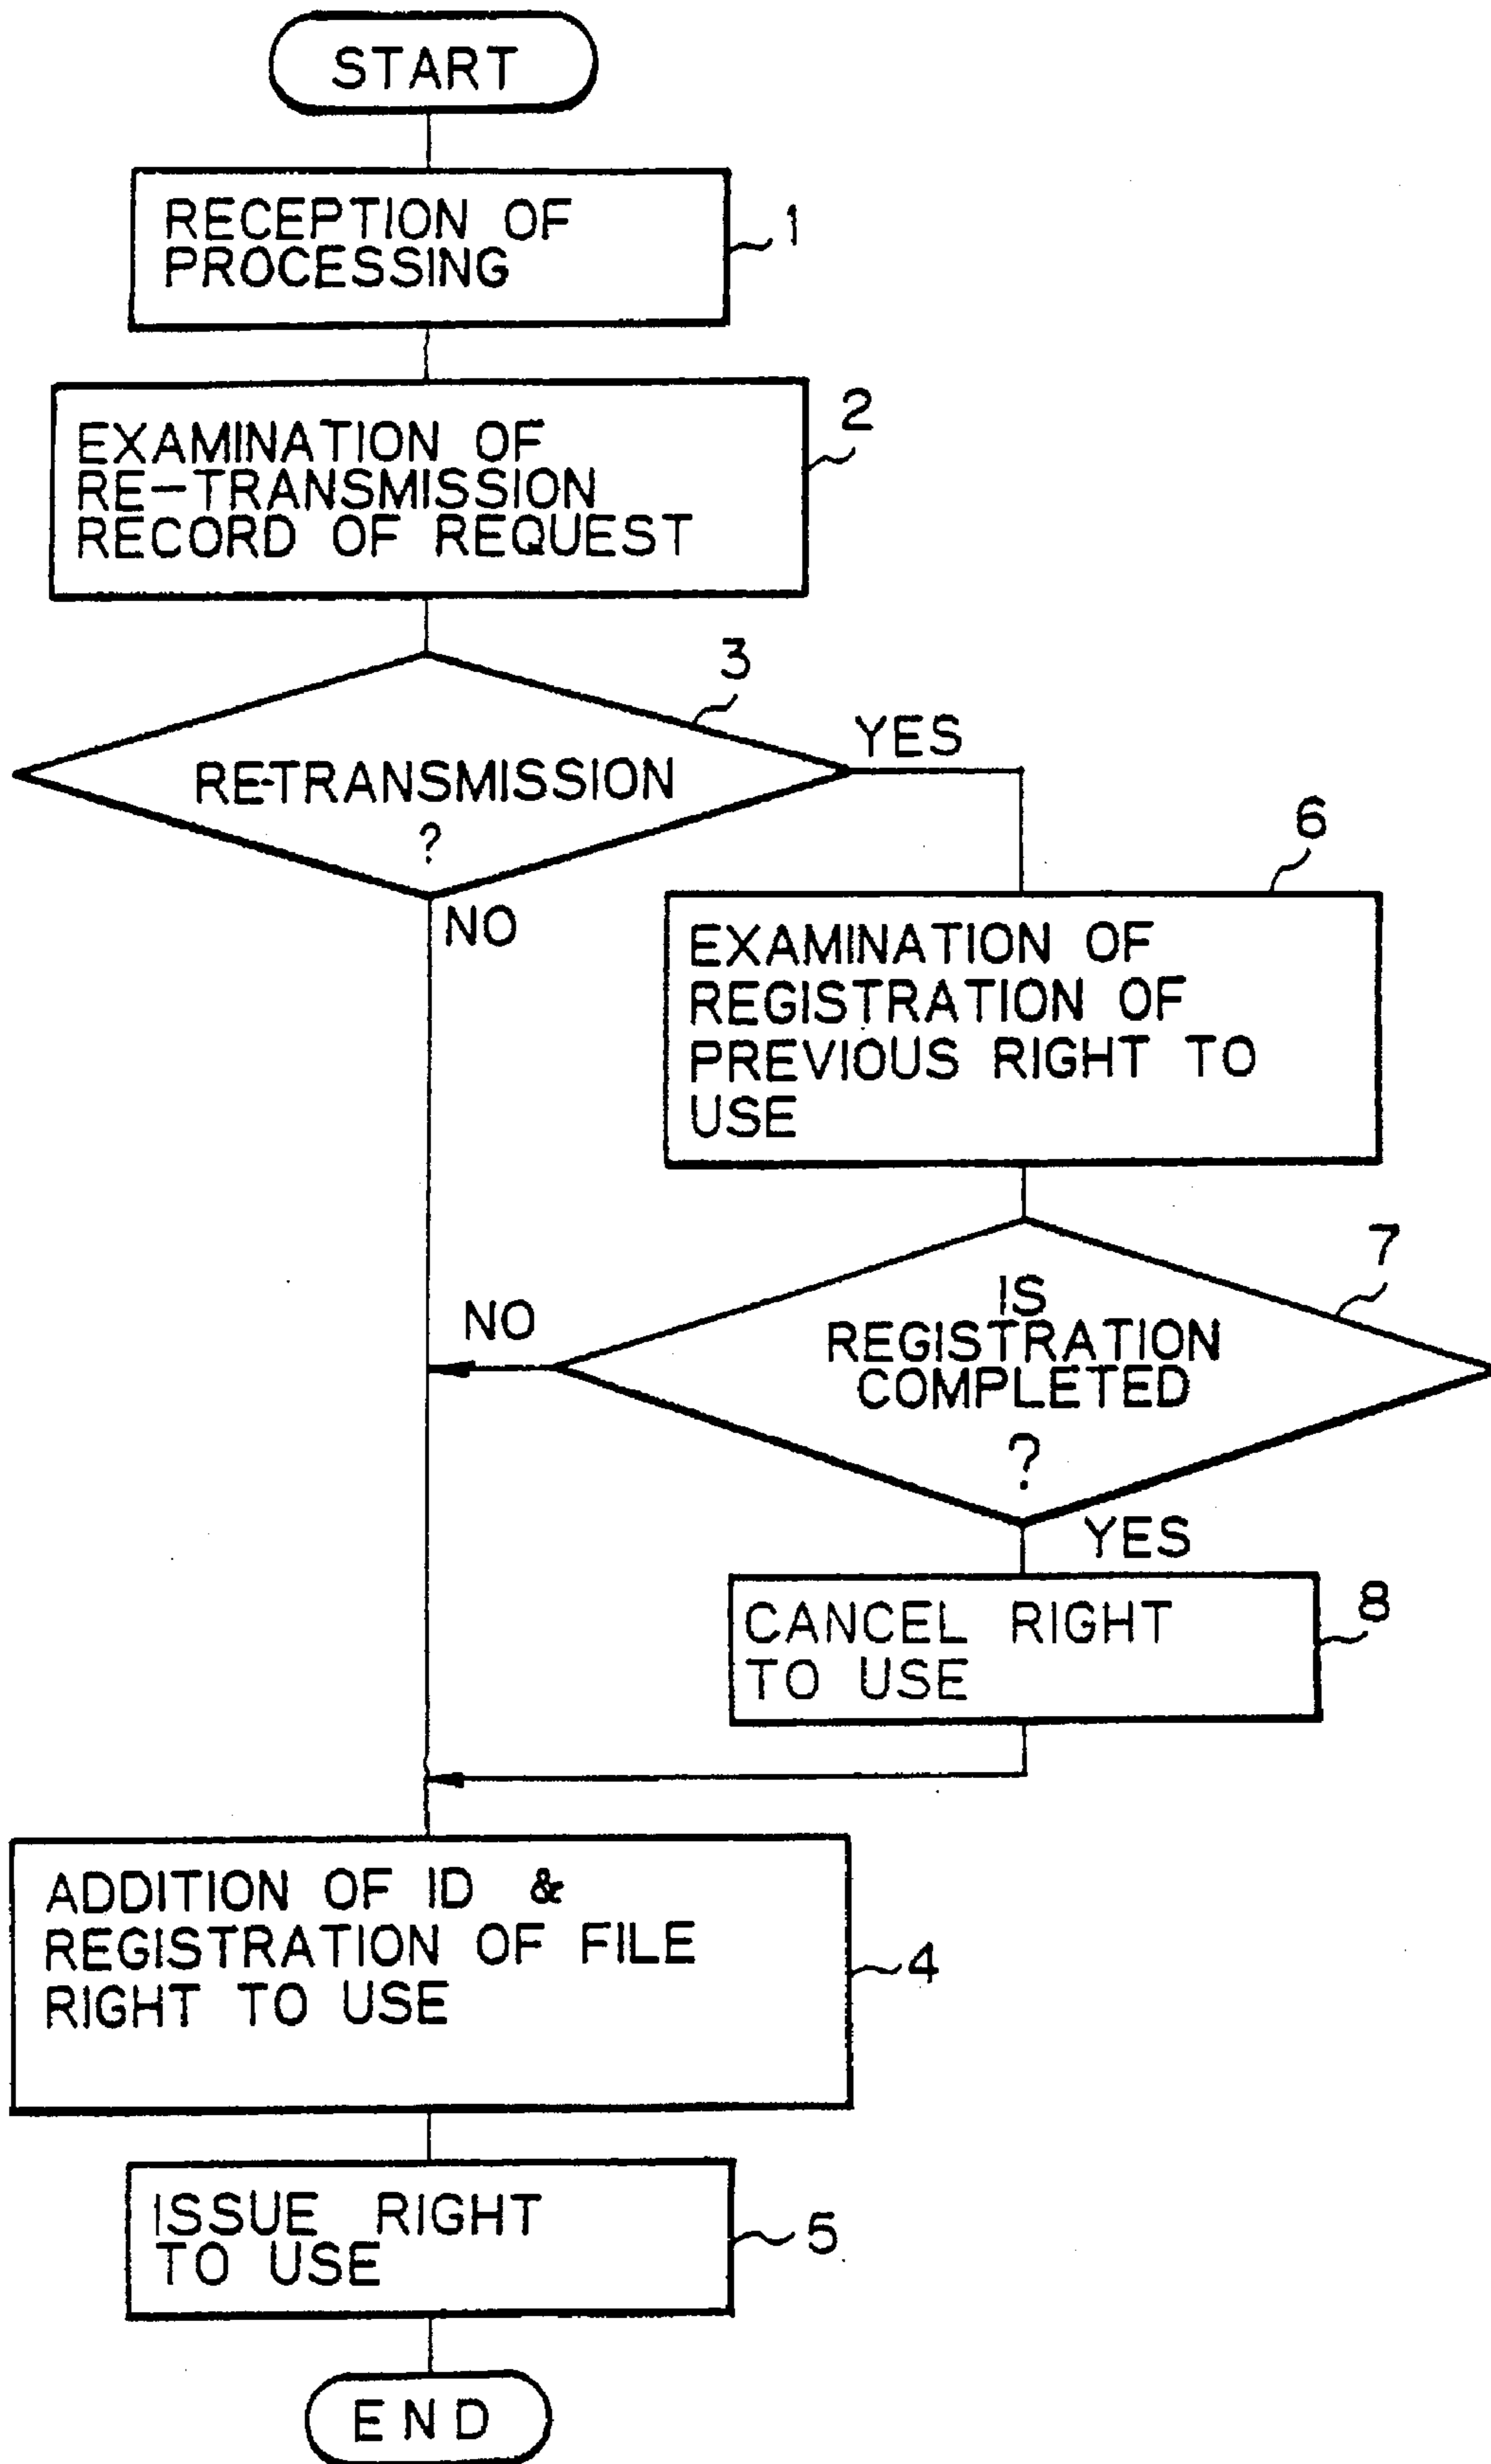 START
RECEPTION OF
PROCESSING
1
EXAMINATION OF
RE-TRANSMISSION
RECORD OF REQUEST
2
3
RE-TRANSMISSION
?
YES
NO
6
EXAMINATION OF
REGISTRATION OF
PREVIOUS RIGHT TO
USE
7
IS
REGISTRATION
COMPLETED
?
NO
YES
CANCEL RIGHT
TO USE
8
ADDITION OF ID &
REGISTRATION OF FILE
RIGHT TO USE
4
ISSUE RIGHT
TO USE
5
END